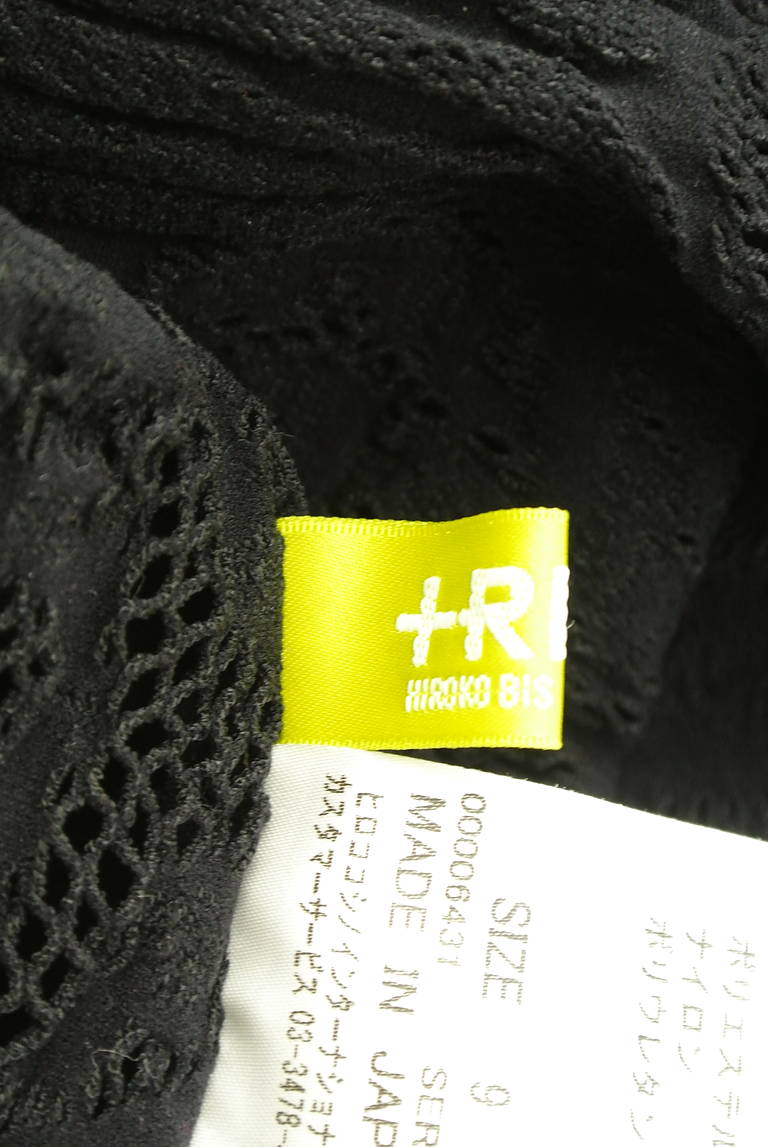 +R
HIROKO BIS
ポリエステル
ナイロン
ポリウレタン
SIZE 9
00006431 SER
MADE IN JAP
ヒロココシノインターナショナ
カスタマーサービス 03-3478-